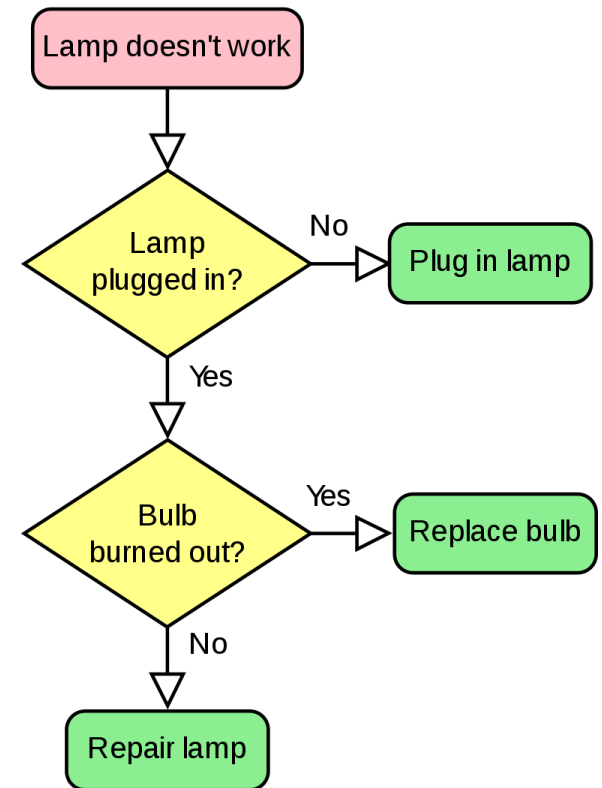 Lamp doesn't work
Lamp
plugged in?
No
Plug in lamp
Yes
Bulb
burned out?
Yes
Replace bulb
No
Repair lamp